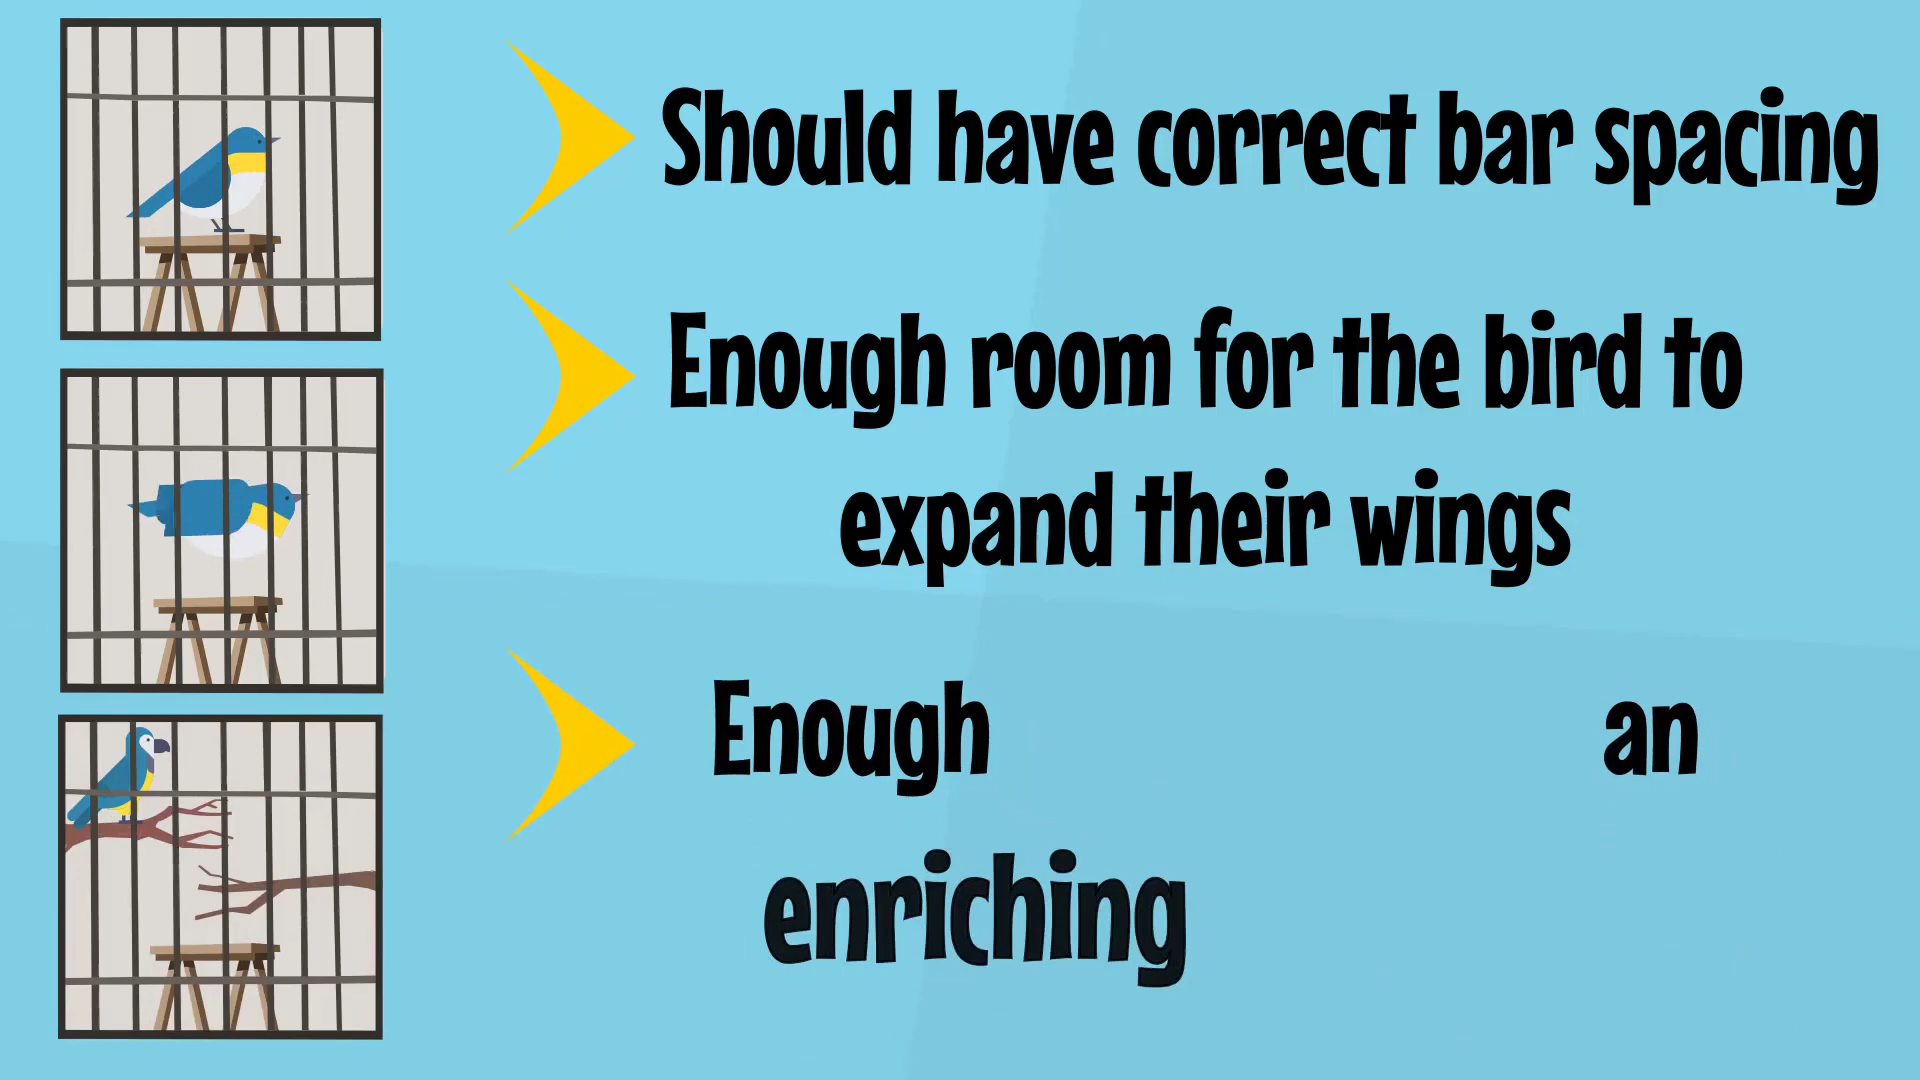 Should have correct bar spacing
Enough room for the bird to
expand their wings
Enough an
enriching